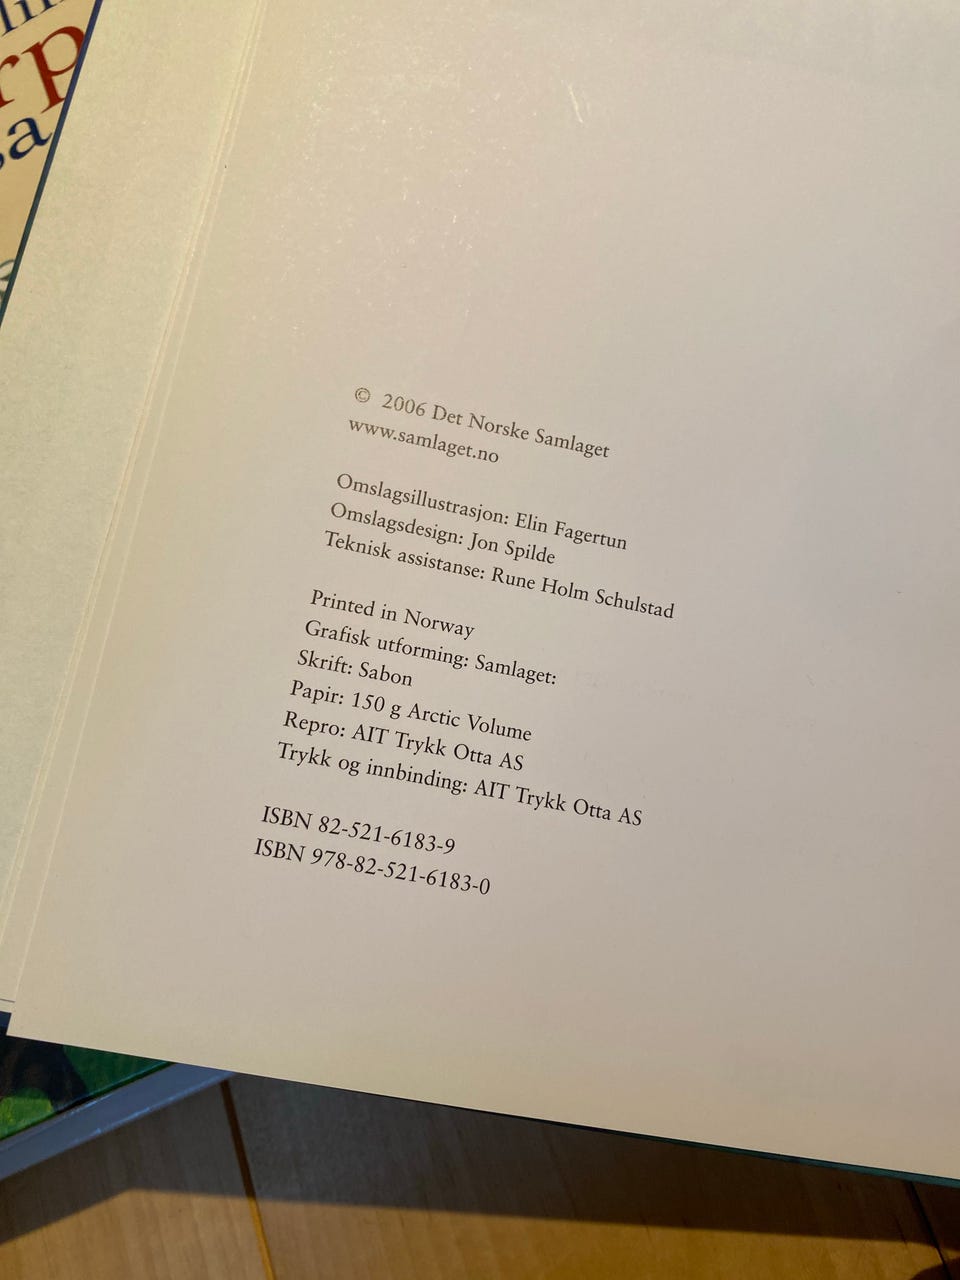 © 2006 Det Norske Samlaget
www.samlaget.no
Omslagsillustrasjon: Elin Fagertun
Omslagsdesign: Jon Spilde
Teknisk assistanse: Rune Holm Schulstad
Printed in Norway
Grafisk utforming: Samlaget:
Skrift: Sabon
Papir: 150 g Arctic Volume
Repro: AIT Trykk Otta AS
Trykk og innbinding: AIT Trykk Otta AS
ISBN 82-521-6183-9
ISBN 978-82-521-6183-0